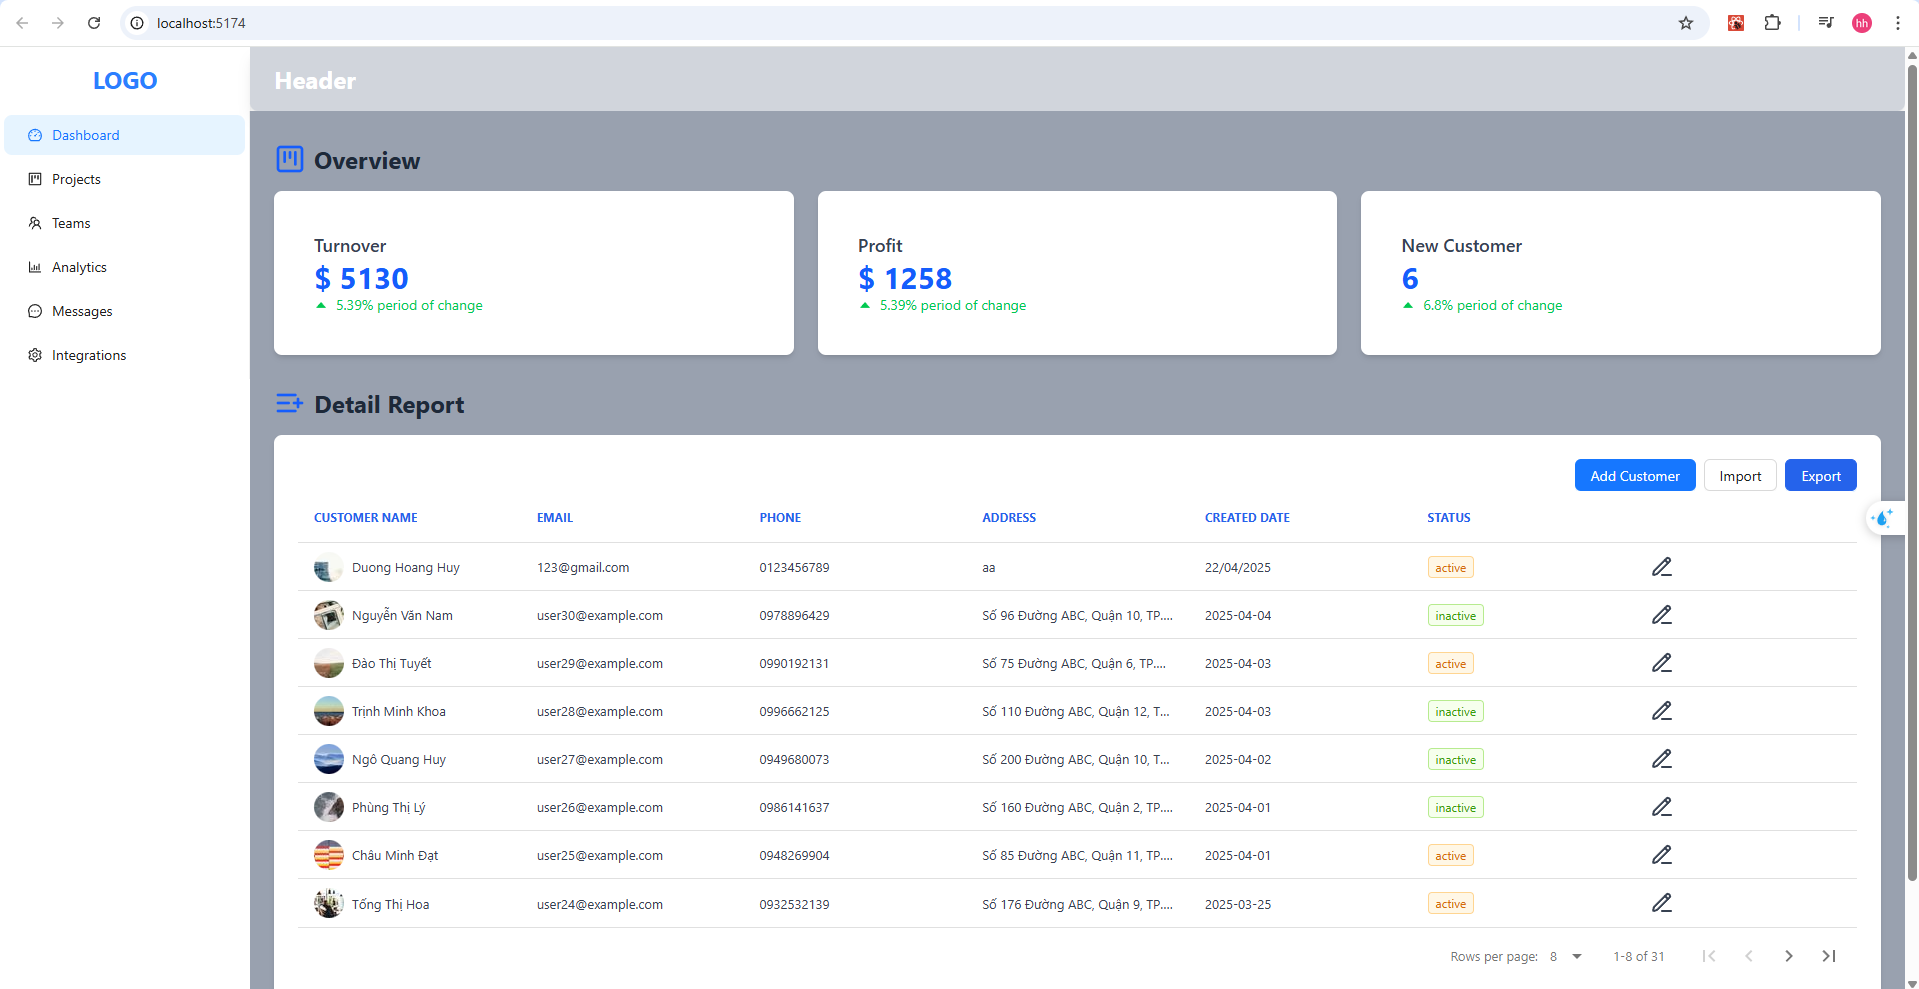 localhost:5174
hh
LOGO
Header
Dashboard
Projects
Teams
Analytics
Messages
Integrations
Overview
Turnover
$ 5130
5.39% period of change
Profit
$ 1258
5.39% period of change
New Customer
6
6.8% period of change
Detail Report
Add Customer Import Export
CUSTOMER NAME EMAIL PHONE ADDRESS CREATED DATE STATUS
Duong Hoang Huy 123@gmail.com 0123456789 aa 22/04/2025 active
Nguyễn Văn Nam user30@example.com 0978896429 Số 96 Đường ABC, Quận 10, TP.... 2025-04-04 inactive
Đào Thị Tuyết user29@example.com 0990192131 Số 75 Đường ABC, Quận 6, TP.... 2025-04-03 active
Trịnh Minh Khoa user28@example.com 0996662125 Số 110 Đường ABC, Quận 12, T... 2025-04-03 inactive
Ngô Quang Huy user27@example.com 0949680073 Số 200 Đường ABC, Quận 10, T... 2025-04-02 inactive
Phùng Thị Lý user26@example.com 0986141637 Số 160 Đường ABC, Quận 2, TP.... 2025-04-01 inactive
Châu Minh Đạt user25@example.com 0948269904 Số 85 Đường ABC, Quận 11, TP.... 2025-04-01 active
Tống Thị Hoa user24@example.com 0932532139 Số 176 Đường ABC, Quận 9, TP.... 2025-03-25 active
Rows per page: 8 1-8 of 31